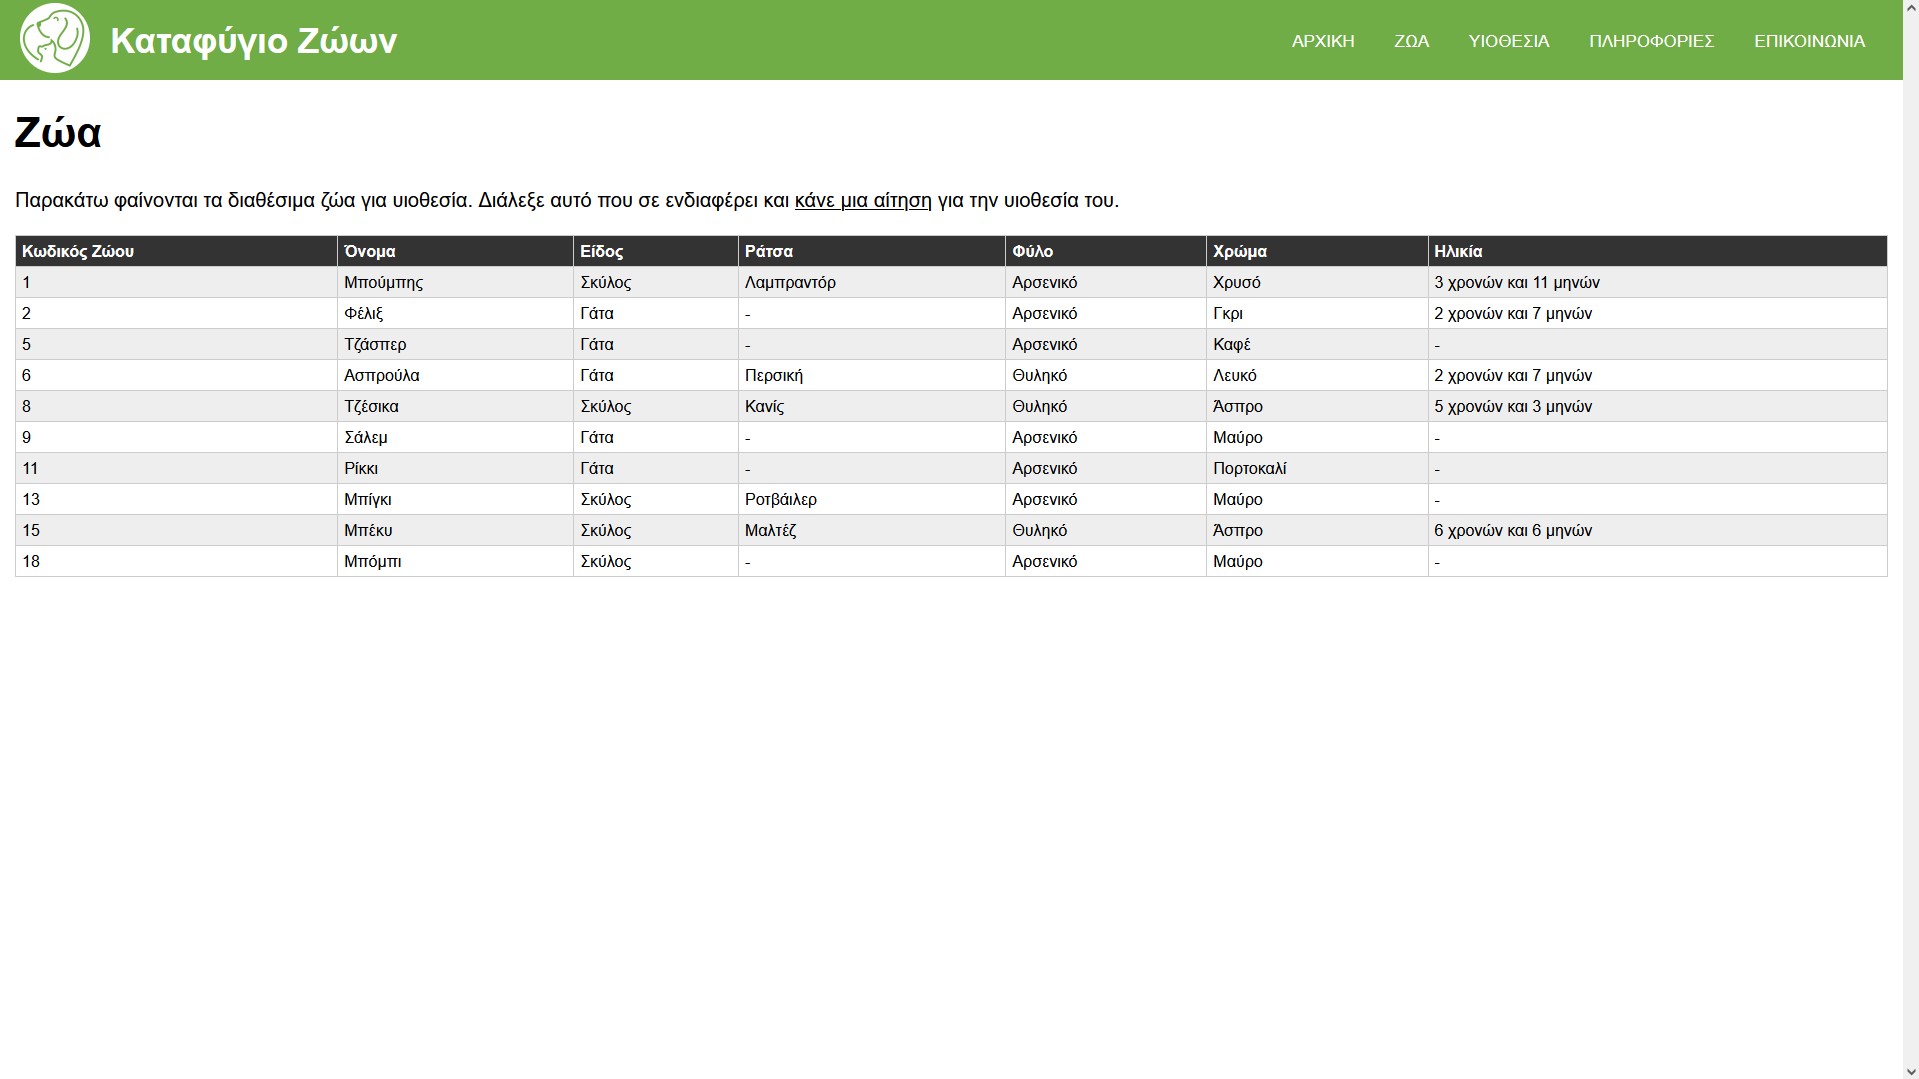 Καταφύγιο Ζώων
ΑΡΧΙΚΗ ΖΩΑ ΥΙΟΘΕΣΙΑ ΠΛΗΡΟΦΟΡΙΕΣ ΕΠΙΚΟΙΝΩΝΙΑ
Ζώα
Παρακάτω φαίνονται τα διαθέσιμα ζώα για υιοθεσία. Διάλεξε αυτό που σε ενδιαφέρει και κάνε μια αίτηση για την υιοθεσία του.
Κωδικός Ζώου Όνομα Είδος Ράτσα Φύλο Χρώμα Ηλικία
1 Μπούμπης Σκύλος Λαμπραντόρ Αρσενικό Χρυσό 3 χρονών και 11 μηνών
2 Φέλιξ Γάτα - Αρσενικό Γκρι 2 χρονών και 7 μηνών
5 Τζάσπερ Γάτα - Αρσενικό Καφέ -
6 Ασπρούλα Γάτα Περσική Θυληκό Λευκό 2 χρονών και 7 μηνών
8 Τζέσικα Σκύλος Κανίς Θυληκό Άσπρο 5 χρονών και 3 μηνών
9 Σάλεμ Γάτα - Αρσενικό Μαύρο -
11 Ρίκκι Γάτα - Αρσενικό Πορτοκαλί -
13 Μπίγκι Σκύλος Ροτβάιλερ Αρσενικό Μαύρο -
15 Μπέκυ Σκύλος Μαλτέζ Θυληκό Άσπρο 6 χρονών και 6 μηνών
18 Μπόμπι Σκύλος - Αρσενικό Μαύρο -